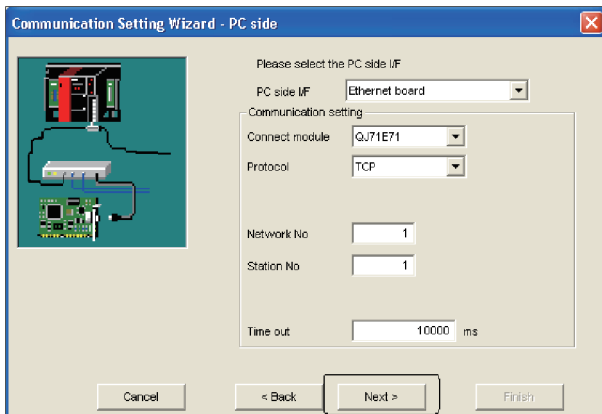 Communication Setting Wizard - PC side
Please select the PC side I/F
PC side I/F Ethernet board
Communication setting
Connect module QJ71E71
Protocol TCP
Network No 1
Station No 1
Time out 10000 ms
Cancel < Back Next > Finish